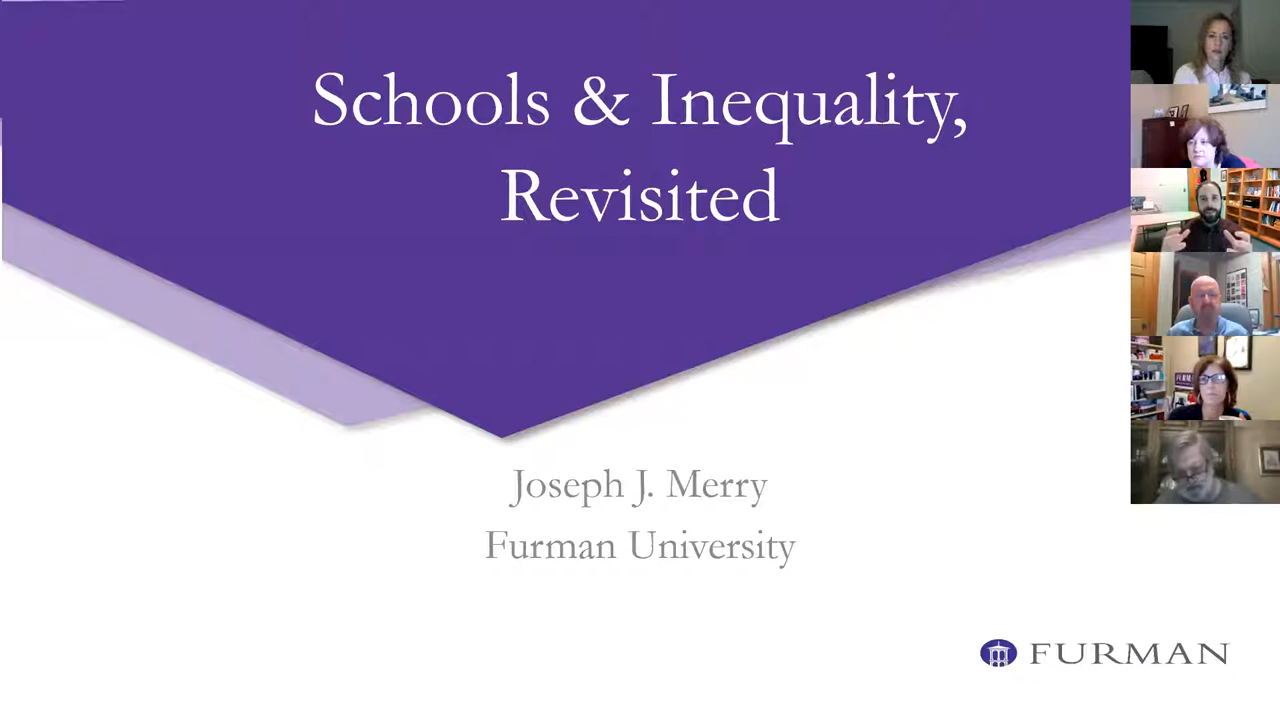 Schools & Inequality,
Revisited
Joseph J. Merry
Furman University
FURMAN